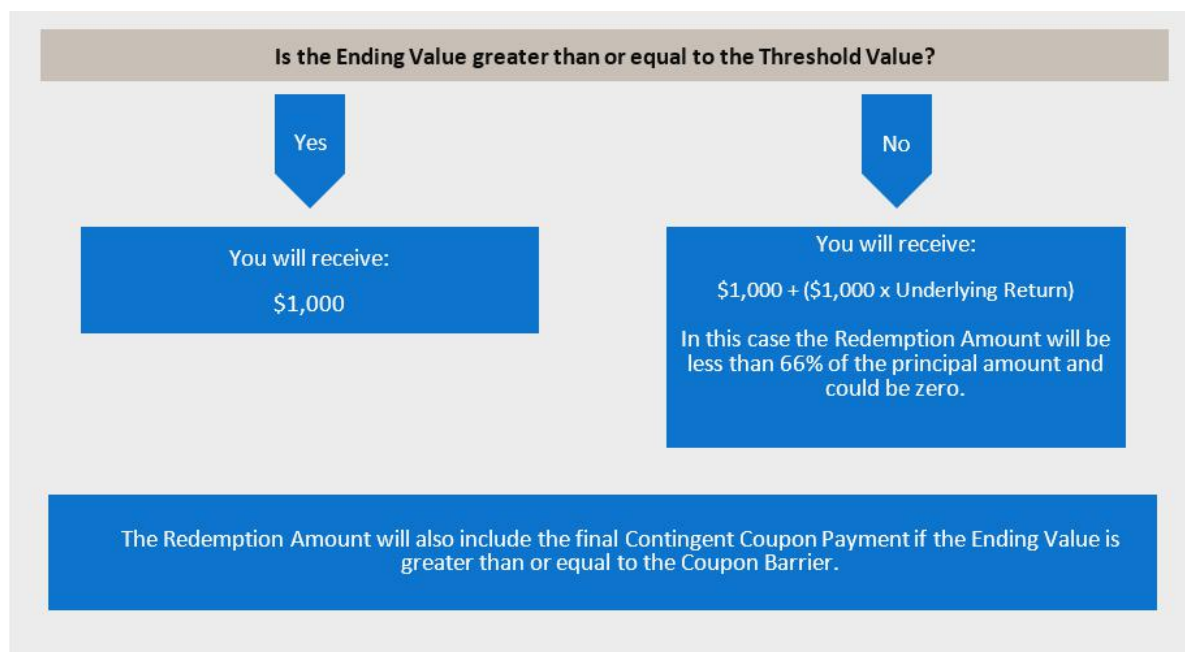 Is the Ending Value greater than or equal to the Threshold Value?
Yes
No
You will receive:
$1,000
You will receive:
$1,000 + ($1,000 x Underlying Return)
In this case the Redemption Amount will be
less than 66% of the principal amount and
could be zero.
The Redemption Amount will also include the final Contingent Coupon Payment if the Ending Value is
greater than or equal to the Coupon Barrier.